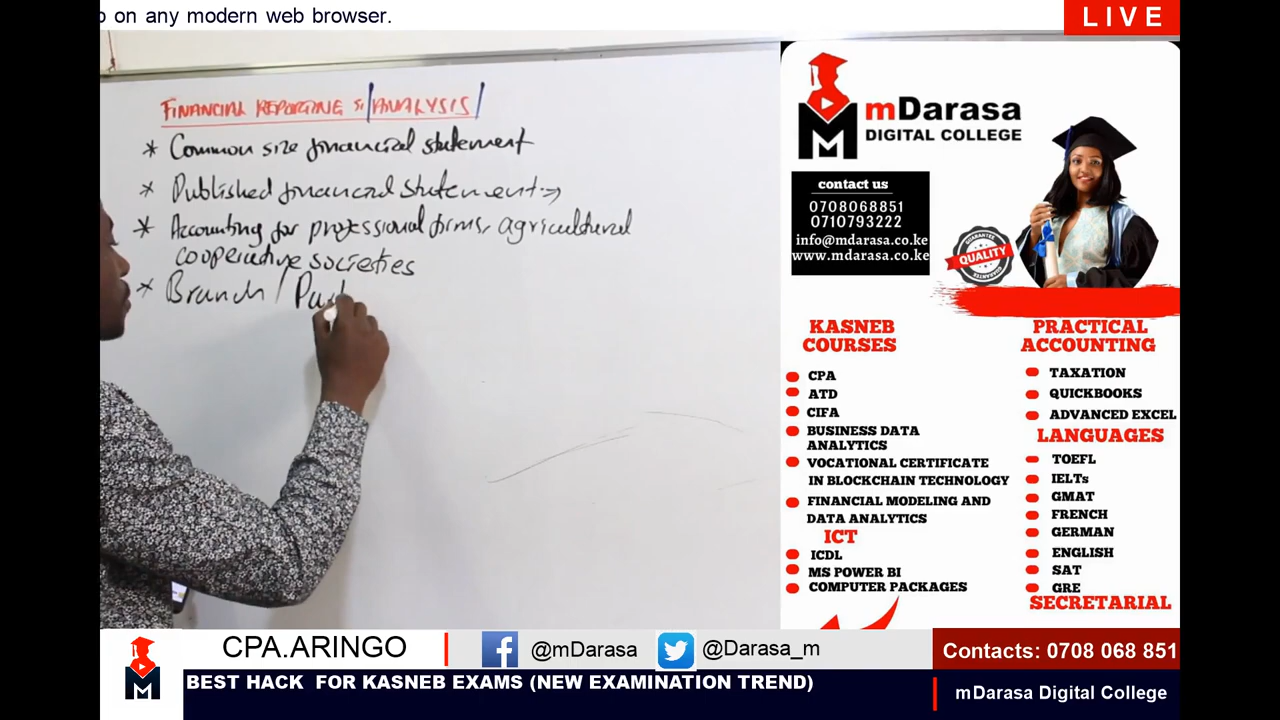 o on any modern web browser.
LIVE
FINANCIAL REPORTING & ANALYSIS
* Common size financial statement
* Published financial statement
* Accounting for professional firms, agricultural
cooperative societies
* Branch /
mDarasa
DIGITAL COLLEGE
contact us
0708068851
0710793222
info@mdarasa.co.ke
www.mdarasa.co.ke
GUARANTEE
QUALITY
GUARANTEE
KASNEB
COURSES
CPA
ATD
CIFA
BUSINESS DATA
ANALYTICS
VOCATIONAL CERTIFICATE
IN BLOCKCHAIN TECHNOLOGY
FINANCIAL MODELING AND
DATA ANALYTICS
ICT
ICDL
MS POWER BI
COMPUTER PACKAGES
PRACTICAL
ACCOUNTING
TAXATION
QUICKBOOKS
ADVANCED EXCEL
LANGUAGES
TOEFL
IELTs
GMAT
FRENCH
GERMAN
ENGLISH
SAT
GRE
SECRETARIAL
CPA.ARINGO
@mDarasa
@Darasa_m
Contacts: 0708 068 851
BEST HACK FOR KASNEB EXAMS (NEW EXAMINATION TREND)
mDarasa Digital College